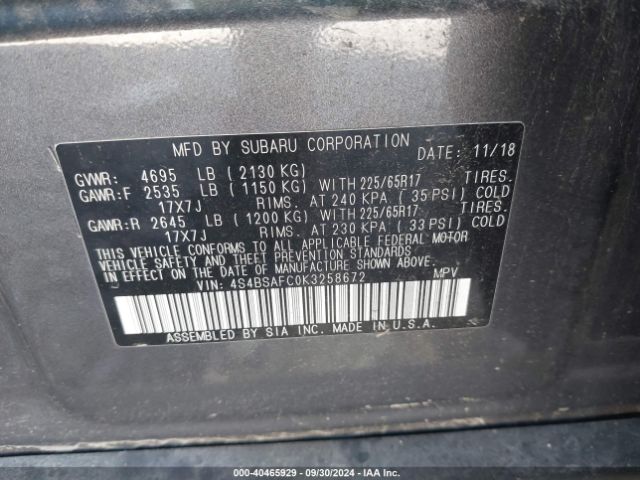 MFD BY SUBARU CORPORATION DATE: 11/18
GVWR: 4695 LB (2130 KG)
GAWR:F 2535 LB (1150 KG) WITH 225/65R17 TIRES.
17X7J RIMS. AT 240 KPA (35 PSI) COLD
GAWR:R 2645 LB (1200 KG) WITH 225/65R17 TIRES.
17X7J RIMS. AT 230 KPA (33 PSI) COLD
THIS VEHICLE CONFORMS TO ALL APPLICABLE FEDERAL MOTOR
VEHICLE SAFETY AND THEFT PREVENTION STANDARDS
IN EFFECT ON THE DATE OF MANUFACTURE SHOWN ABOVE.
VIN: 4S4BSAFC0K3258672 MPV
ASSEMBLED BY SIA INC. MADE IN U.S.A.
000-40465929 - 09/30/2024 - IAA Inc.